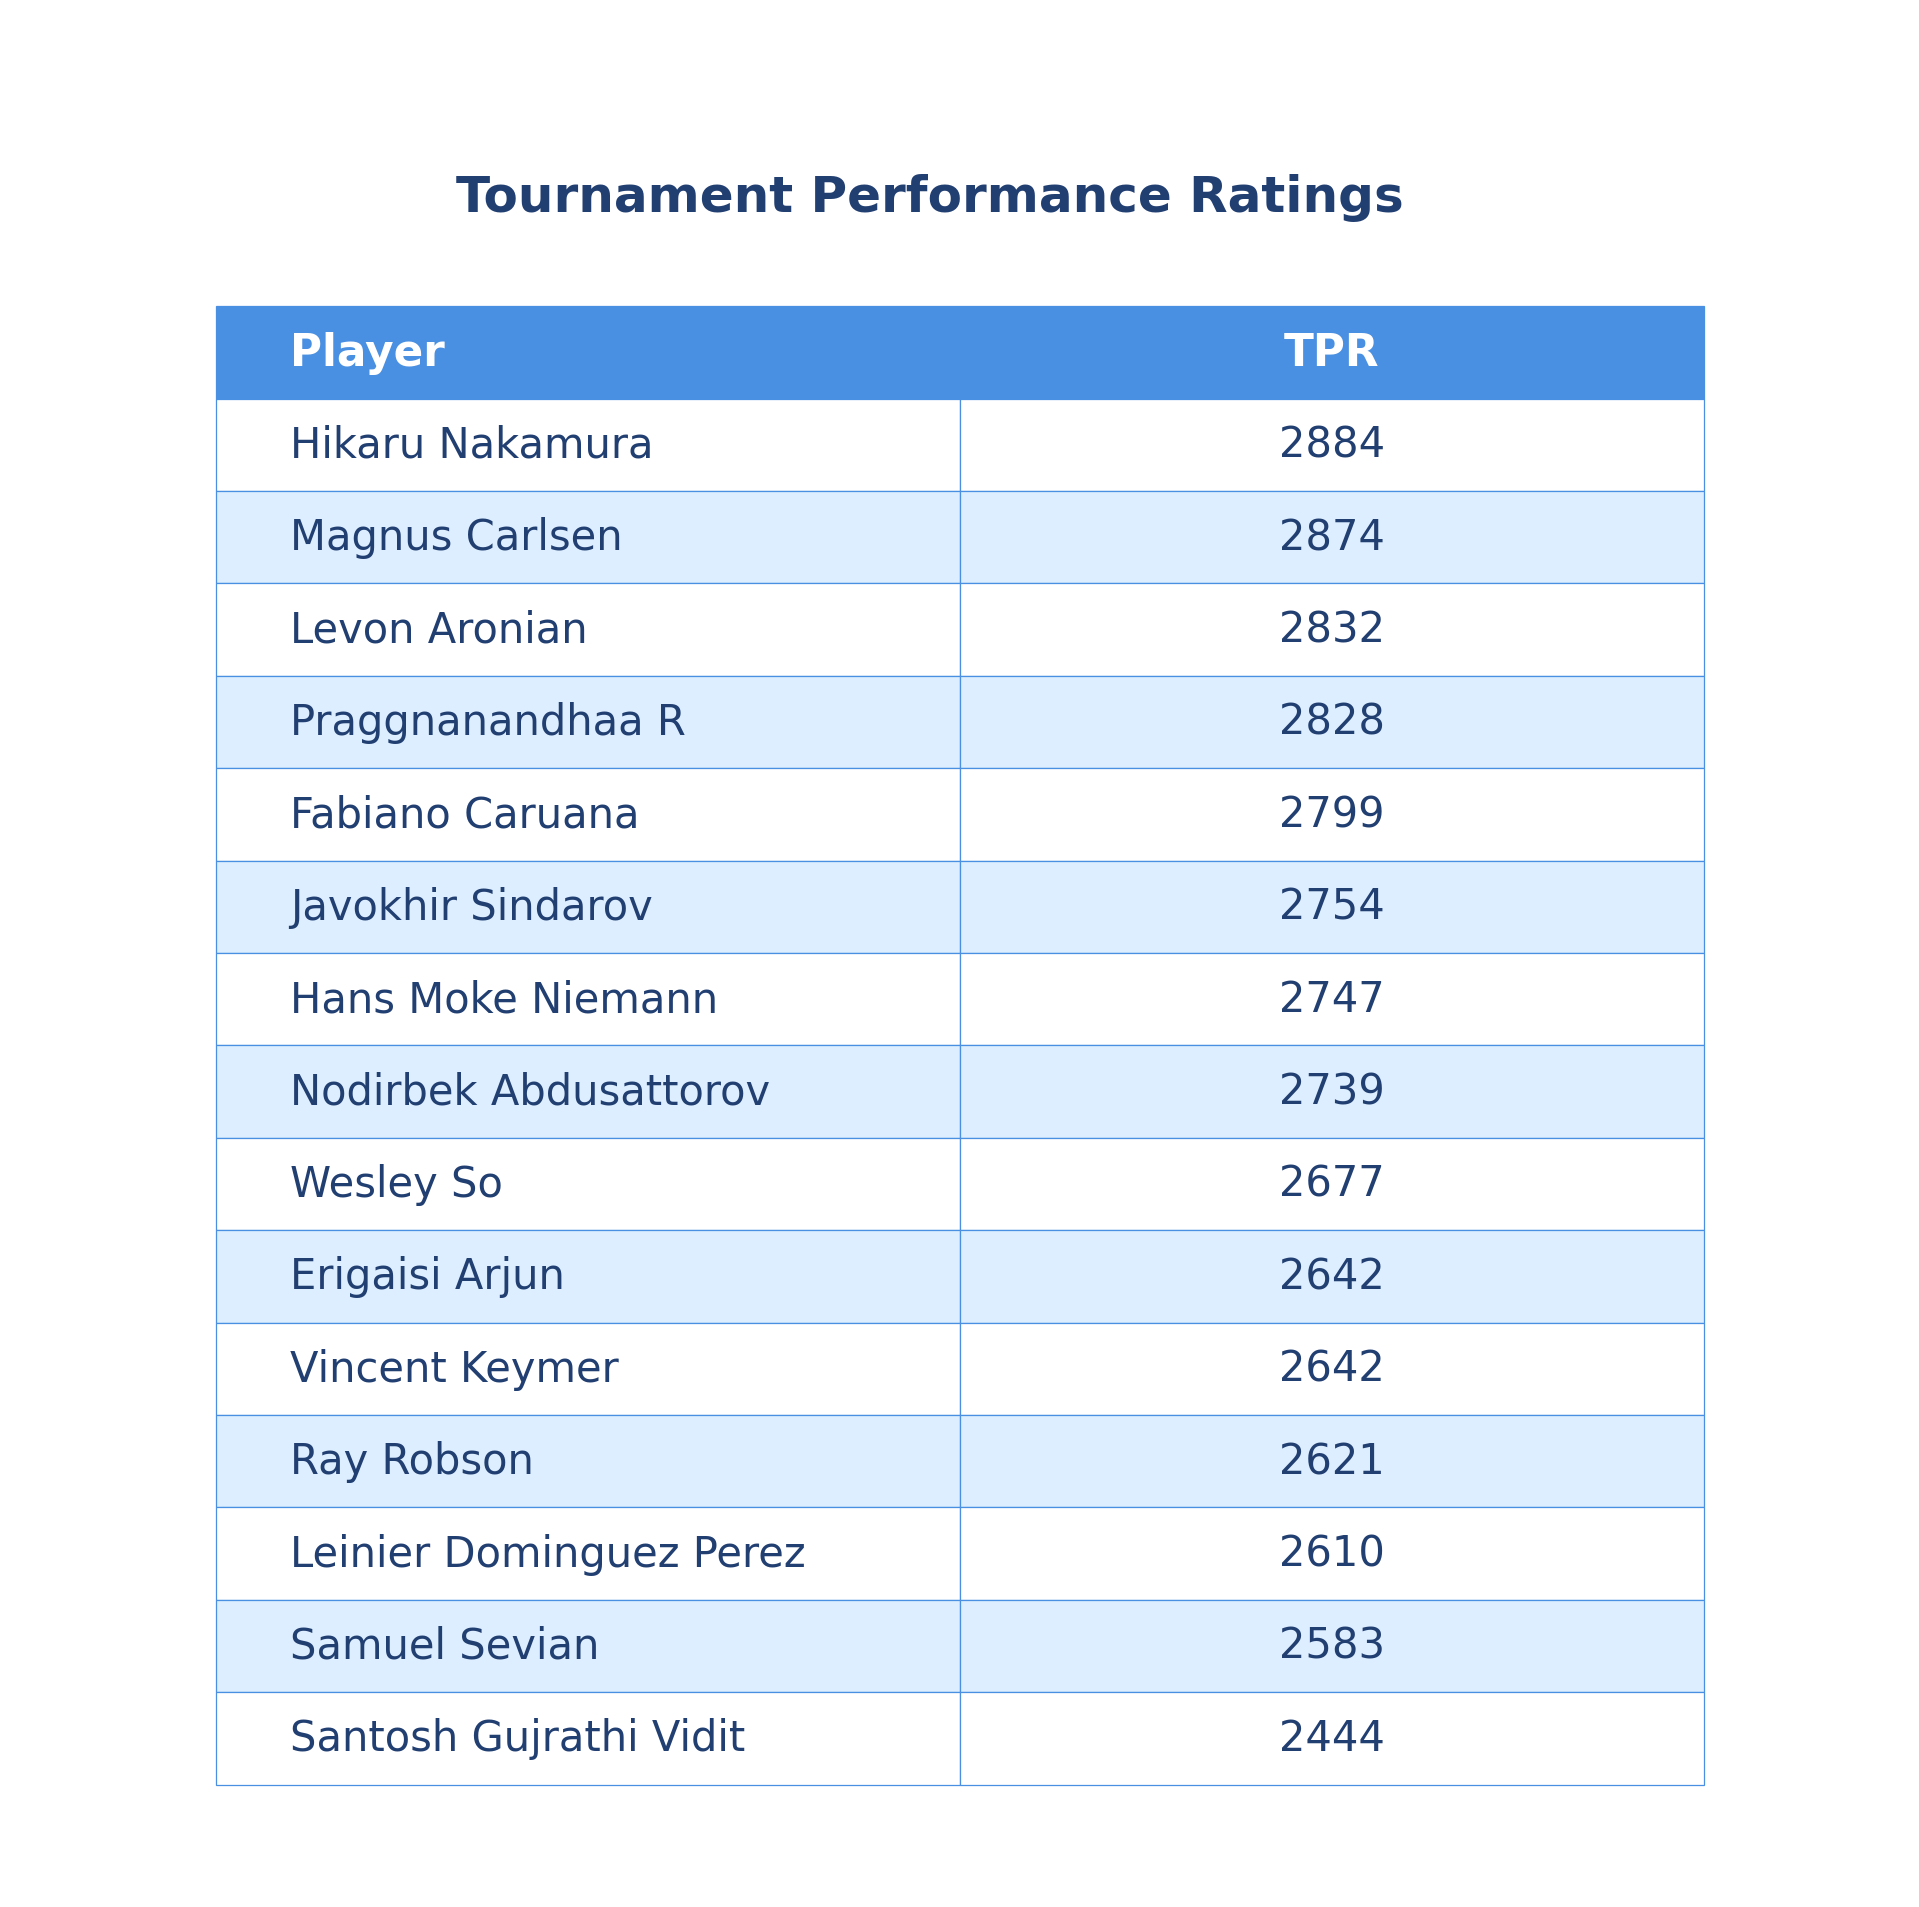 Tournament Performance Ratings
Player TPR
Hikaru Nakamura 2884
Magnus Carlsen 2874
Levon Aronian 2832
Praggnanandhaa R 2828
Fabiano Caruana 2799
Javokhir Sindarov 2754
Hans Moke Niemann 2747
Nodirbek Abdusattorov 2739
Wesley So 2677
Erigaisi Arjun 2642
Vincent Keymer 2642
Ray Robson 2621
Leinier Dominguez Perez 2610
Samuel Sevian 2583
Santosh Gujrathi Vidit 2444